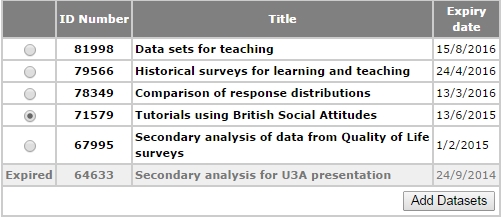 ID Number Title Expiry date
81998 Data sets for teaching 15/8/2016
79566 Historical surveys for learning and teaching 24/4/2016
78349 Comparison of response distributions 13/3/2016
71579 Tutorials using British Social Attitudes 13/6/2015
67995 Secondary analysis of data from Quality of Life surveys 1/2/2015
Expired 64633 Secondary analysis for U3A presentation 24/9/2014
Add Datasets